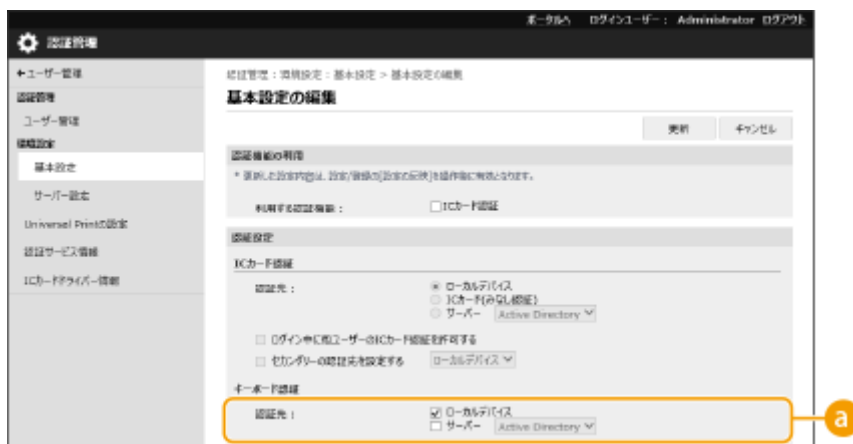 ポータルへ ログインユーザー： Administrator ログアウト
認証管理
ユーザー管理
認証管理：環境設定：基本設定 > 基本設定の編集
認証管理
基本設定の編集
ユーザー管理
更新 キャンセル
環境設定
認証機能の利用
基本設定
* 更新した設定内容は、設定/登録の[設定の反映]を操作後に有効となります。
サーバー設定
利用する認証機能： ICカード認証
Universal Printの設定
認証設定
認証サービス情報
ICカード認証
ICカードドライバー情報
認証先： ローカルデバイス
ICカード(みなし認証)
サーバー Active Directory
ログイン中に他ユーザーのICカード認証を許可する
セカンダリーの認証先を設定する ローカルデバイス
キーボード認証
認証先： ローカルデバイス
サーバー Active Directory
a